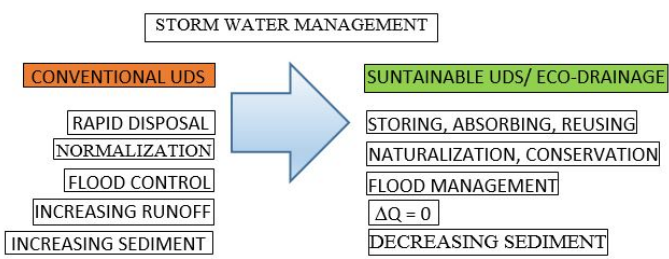 STORM WATER MANAGEMENT
CONVENTIONAL UDS
SUNTAINABLE UDS/ ECO-DRAINAGE
RAPID DISPOSAL
STORING, ABSORBING, REUSING
NORMALIZATION
NATURALIZATION, CONSERVATION
FLOOD CONTROL
FLOOD MANAGEMENT
INCREASING RUNOFF
ΔQ = 0
INCREASING SEDIMENT
DECREASING SEDIMENT